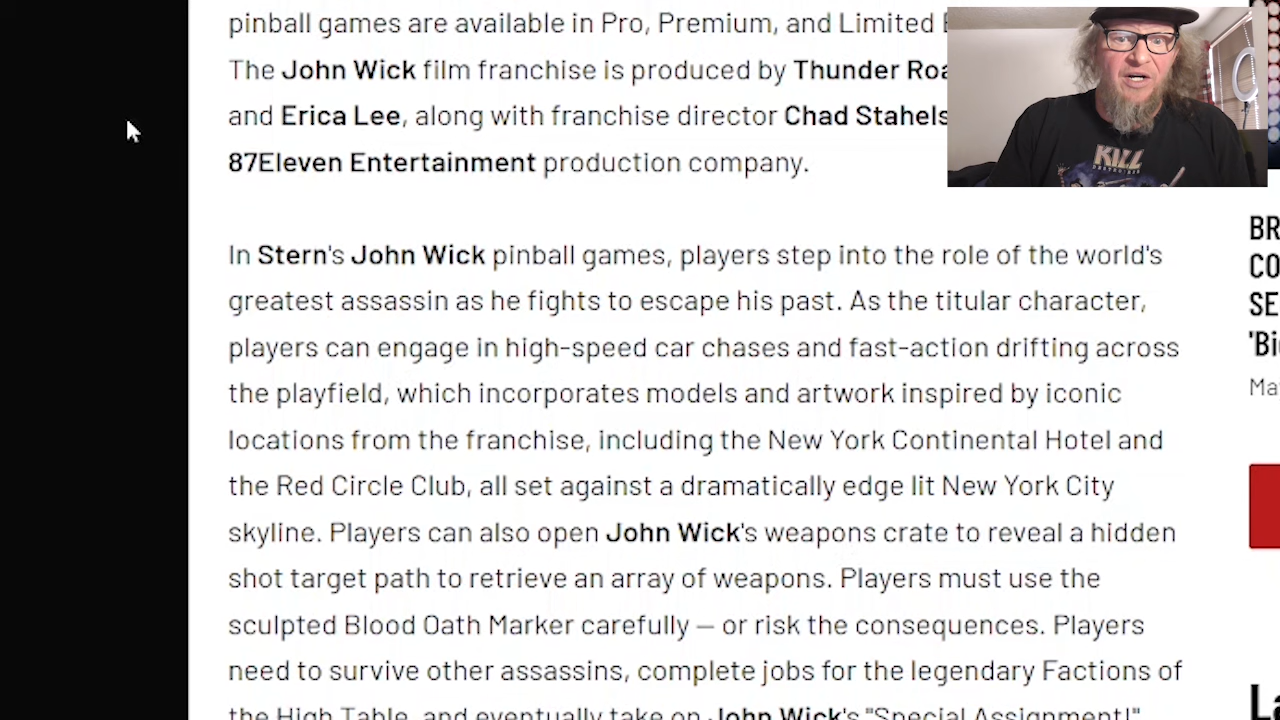 pinball games are available in Pro, Premium, and Limited
The John Wick film franchise is produced by Thunder
and Erica Lee, along with franchise director Chad
87Eleven Entertainment production company.
In Stern's John Wick pinball games, players step into the role of the world's
greatest assassin as he fights to escape his past. As the titular character,
players can engage in high-speed car chases and fast-action drifting across
the playfield, which incorporates models and artwork inspired by iconic
locations from the franchise, including the New York Continental Hotel and
the Red Circle Club, all set against a dramatically edge lit New York City
skyline. Players can also open John Wick's weapons crate to reveal a hidden
shot target path to retrieve an array of weapons. Players must use the
sculpted Blood Oath Marker carefully — or risk the consequences. Players
need to survive other assassins, complete jobs for the legendary Factions of
the High Table, and eventually take on John Wick's "Special Assignment!"
KILL
BR
CO
SE
'Bi
Ma
La